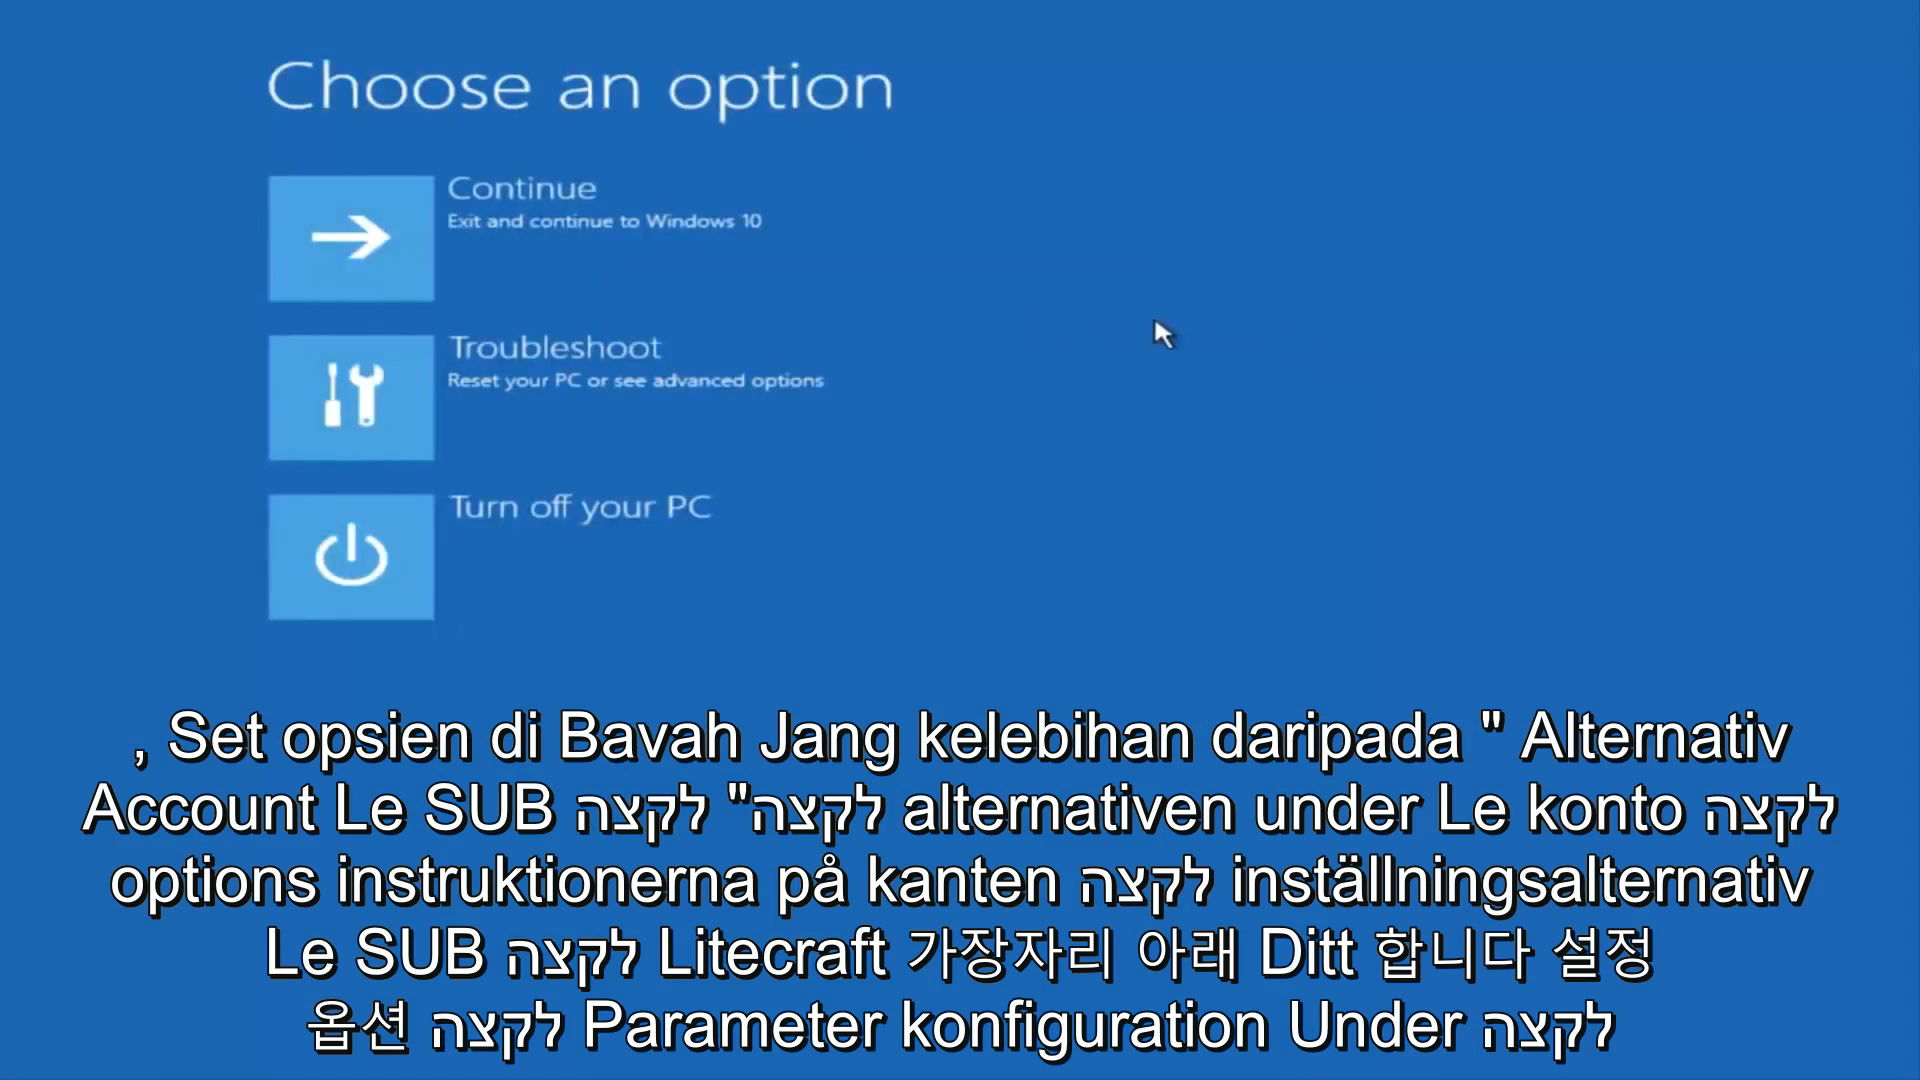 Choose an option
Continue
Exit and continue to Windows 10
Troubleshoot
Reset your PC or see advanced options
Turn off your PC
, Set opsien di Bavah Jang kelebihan daripada " Alternativ
Account Le SUB לקצה" לקצה alternativen under Le konto לקצה
options instruktionerna på kanten לקצה inställningsalternativ
Le SUB לקצה Litecraft 가장자리 아래 Ditt 합니다 설정
옵션 לקצה Parameter konfiguration Under לקצה